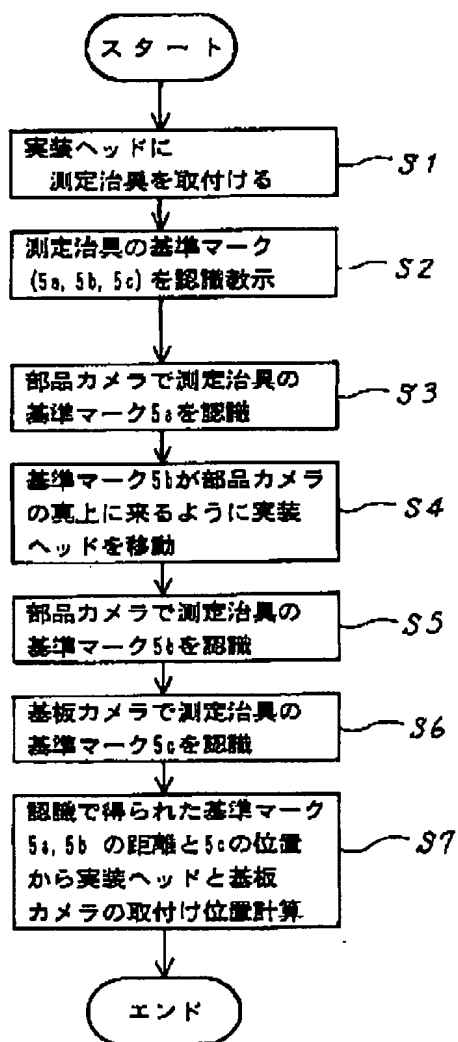 スタート
実装ヘッドに
測定治具を取付ける
S1
測定治具の基準マーク
(5a, 5b, 5c)を認識教示
S2
部品カメラで測定治具の
基準マーク5aを認識
S3
基準マーク5bが部品カメラ
の真上に来るように実装
ヘッドを移動
S4
部品カメラで測定治具の
基準マーク5bを認識
S5
基板カメラで測定治具の
基準マーク5cを認識
S6
認識で得られた基準マーク
5a, 5b の距離と5cの位置
から実装ヘッドと基板
カメラの取付け位置計算
S7
エンド